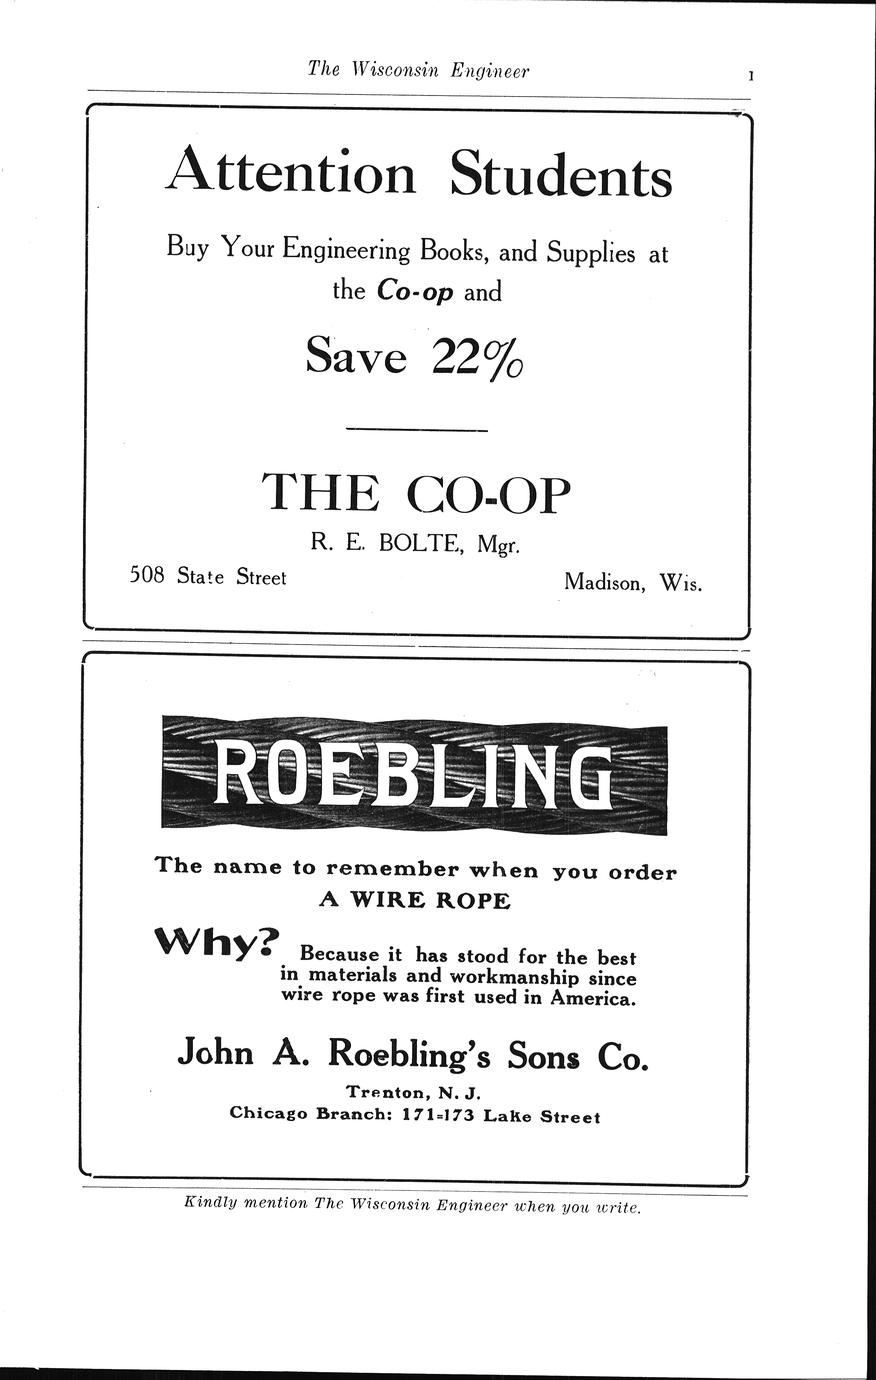 The Wisconsin Engineer 1
Attention Students
Buy Your Engineering Books, and Supplies at
the Co-op and
Save 22%
THE CO-OP
R. E. BOLTE, Mgr.
508 State Street Madison, Wis.
ROEBLING
The name to remember when you order
A WIRE ROPE
Why? Because it has stood for the best
in materials and workmanship since
wire rope was first used in America.
John A. Roebling's Sons Co.
Trenton, N. J.
Chicago Branch: 171=173 Lake Street
Kindly mention The Wisconsin Engineer when you write.